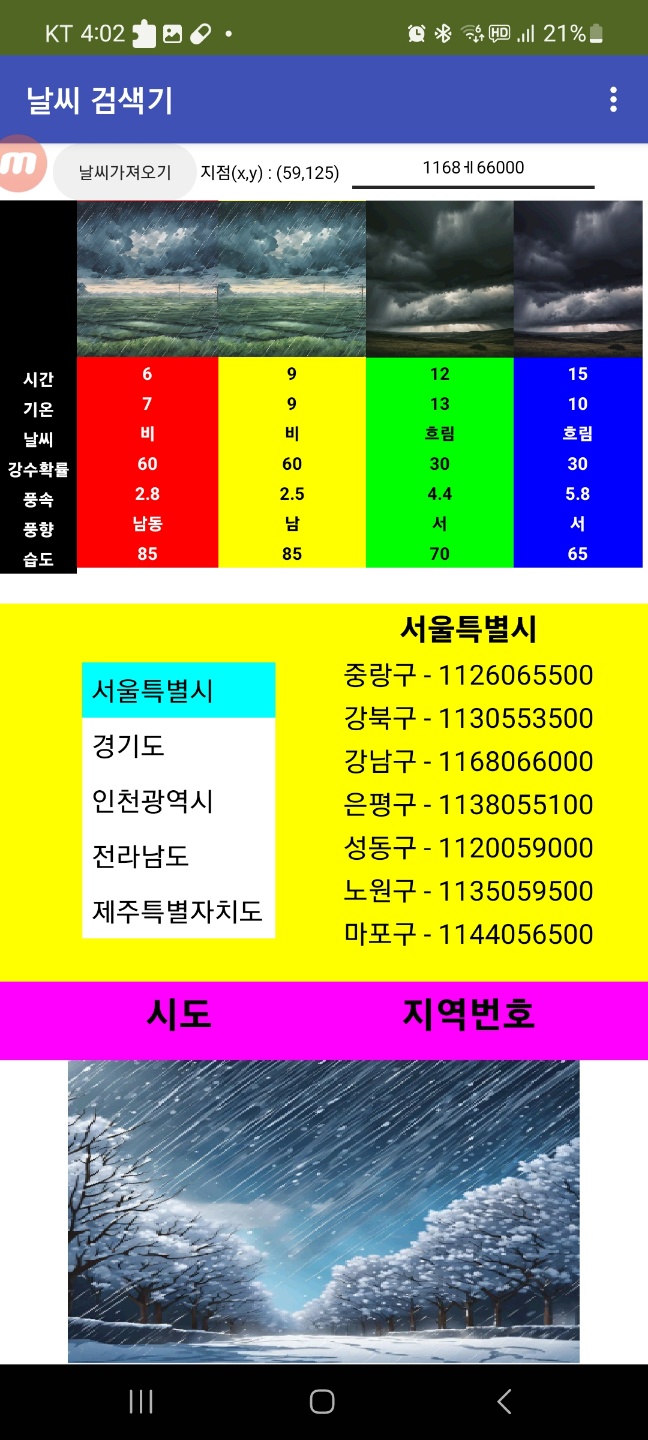 KT 4:02 HD 21%
날씨 검색기
m 날씨가져오기 지점(x,y) : (59,125) 1168ㅔ66000
시간 6 9 12 15
기온 7 9 13 10
날씨 비 비 흐림 흐림
강수확률 60 60 30 30
풍속 2.8 2.5 4.4 5.8
풍향 남동 남 서 서
습도 85 85 70 65
서울특별시
경기도
인천광역시
전라남도
제주특별자치도
서울특별시
중랑구 - 1126065500
강북구 - 1130553500
강남구 - 1168066000
은평구 - 1138055100
성동구 - 1120059000
노원구 - 1135059500
마포구 - 1144056500
시도 지역번호